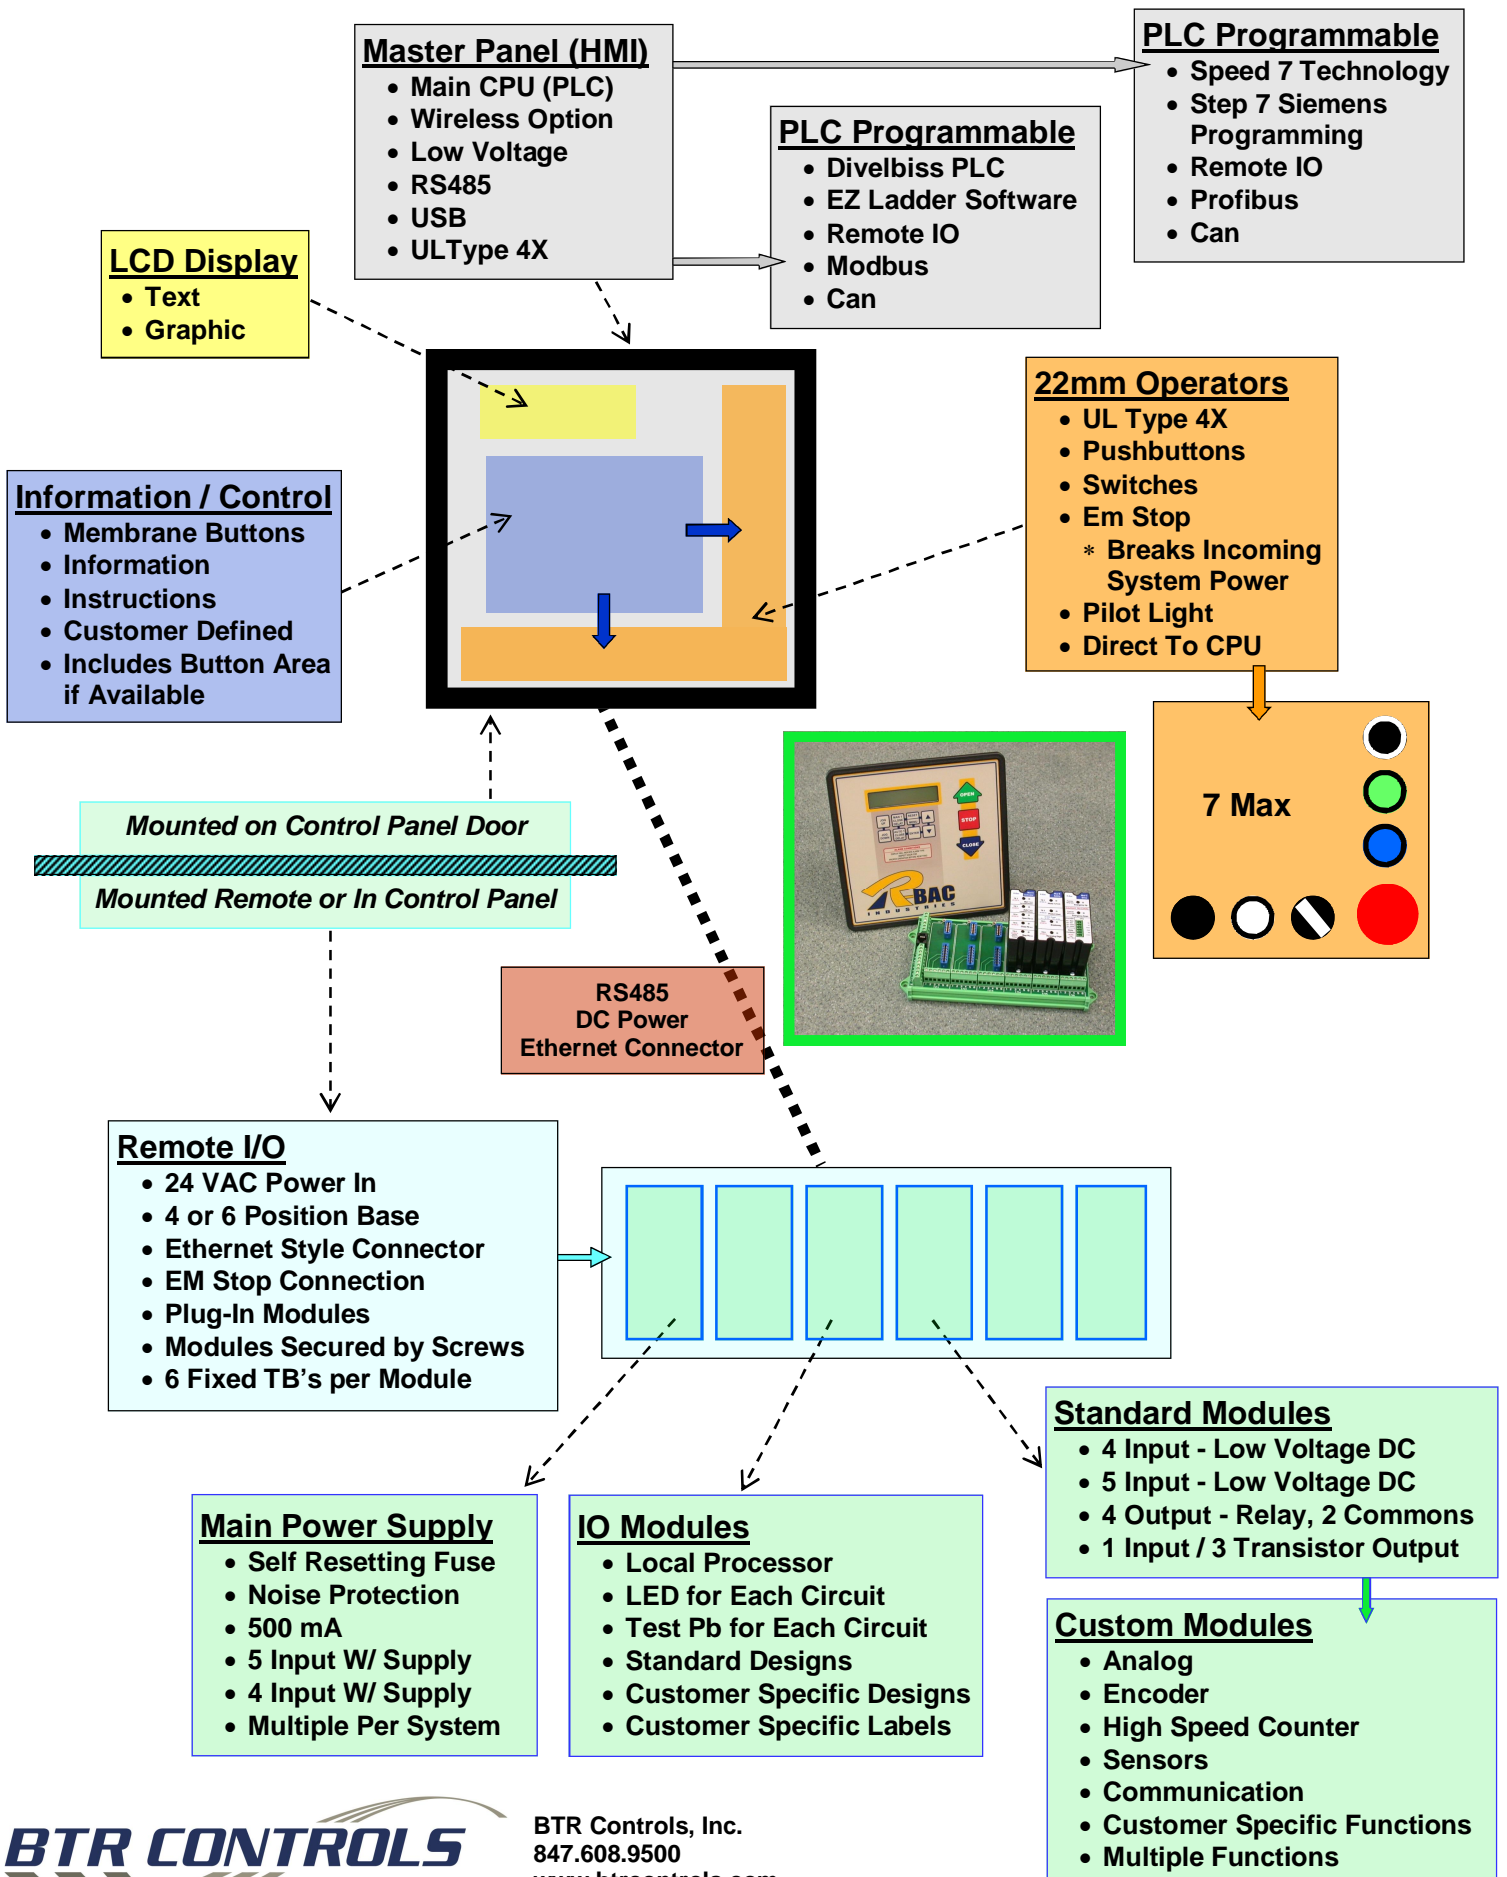 Master Panel (HMI)
• Main CPU (PLC)
• Wireless Option
• Low Voltage
• RS485
• USB
• ULType 4X
PLC Programmable
• Speed 7 Technology
• Step 7 Siemens
Programming
• Remote IO
• Profibus
• Can
PLC Programmable
• Divelbiss PLC
• EZ Ladder Software
• Remote IO
• Modbus
• Can
LCD Display
• Text
• Graphic
22mm Operators
• UL Type 4X
• Pushbuttons
• Switches
• Em Stop
* Breaks Incoming
System Power
• Pilot Light
• Direct To CPU
Information / Control
• Membrane Buttons
• Information
• Instructions
• Customer Defined
• Includes Button Area
if Available
7 Max
Mounted on Control Panel Door
Mounted Remote or In Control Panel
OPEN
STOP
CLOSE
RBAC
INDUSTRIES
RS485
DC Power
Ethernet Connector
Remote I/O
• 24 VAC Power In
• 4 or 6 Position Base
• Ethernet Style Connector
• EM Stop Connection
• Plug-In Modules
• Modules Secured by Screws
• 6 Fixed TB’s per Module
Main Power Supply
• Self Resetting Fuse
• Noise Protection
• 500 mA
• 5 Input W/ Supply
• 4 Input W/ Supply
• Multiple Per System
IO Modules
• Local Processor
• LED for Each Circuit
• Test Pb for Each Circuit
• Standard Designs
• Customer Specific Designs
• Customer Specific Labels
Standard Modules
• 4 Input - Low Voltage DC
• 5 Input - Low Voltage DC
• 4 Output - Relay, 2 Commons
• 1 Input / 3 Transistor Output
Custom Modules
• Analog
• Encoder
• High Speed Counter
• Sensors
• Communication
• Customer Specific Functions
• Multiple Functions
BTR CONTROLS
BTR Controls, Inc.
847.608.9500
www.btrcontrols.com